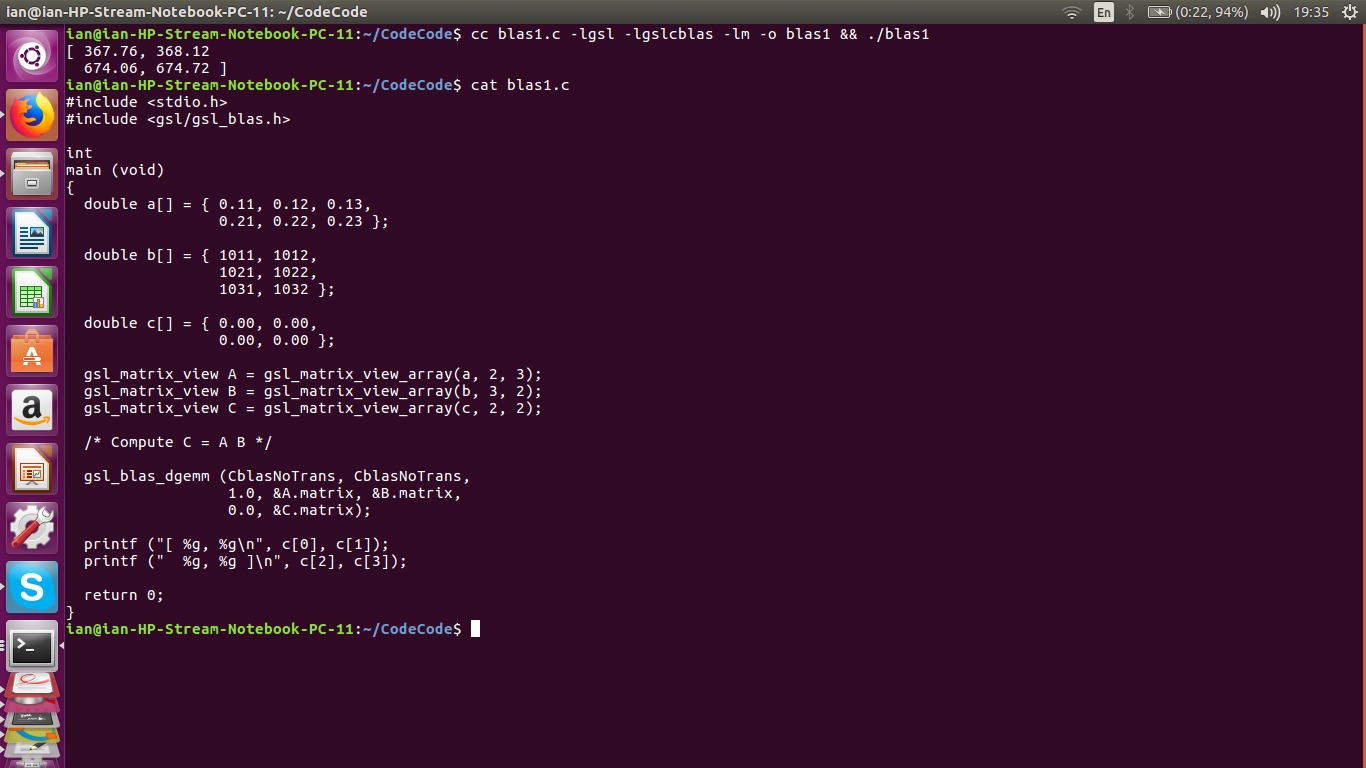 ian@ian-HP-Stream-Notebook-PC-11: ~/CodeCode En (0:22, 94%) 19:35
ian@ian-HP-Stream-Notebook-PC-11:~/CodeCode$ cc blas1.c -lgsl -lgslcblas -lm -o blas1 && ./blas1
[ 367.76, 368.12
  674.06, 674.72 ]
ian@ian-HP-Stream-Notebook-PC-11:~/CodeCode$ cat blas1.c
#include <stdio.h>
#include <gsl/gsl_blas.h>

int
main (void)
{
  double a[] = { 0.11, 0.12, 0.13,
                 0.21, 0.22, 0.23 };

  double b[] = { 1011, 1012,
                 1021, 1022,
                 1031, 1032 };

  double c[] = { 0.00, 0.00,
                 0.00, 0.00 };

  gsl_matrix_view A = gsl_matrix_view_array(a, 2, 3);
  gsl_matrix_view B = gsl_matrix_view_array(b, 3, 2);
  gsl_matrix_view C = gsl_matrix_view_array(c, 2, 2);

  /* Compute C = A B */

  gsl_blas_dgemm (CblasNoTrans, CblasNoTrans,
                  1.0, &A.matrix, &B.matrix,
                  0.0, &C.matrix);

  printf ("[ %g, %g\n", c[0], c[1]);
  printf ("  %g, %g ]\n", c[2], c[3]);

  return 0;
}
ian@ian-HP-Stream-Notebook-PC-11:~/CodeCode$